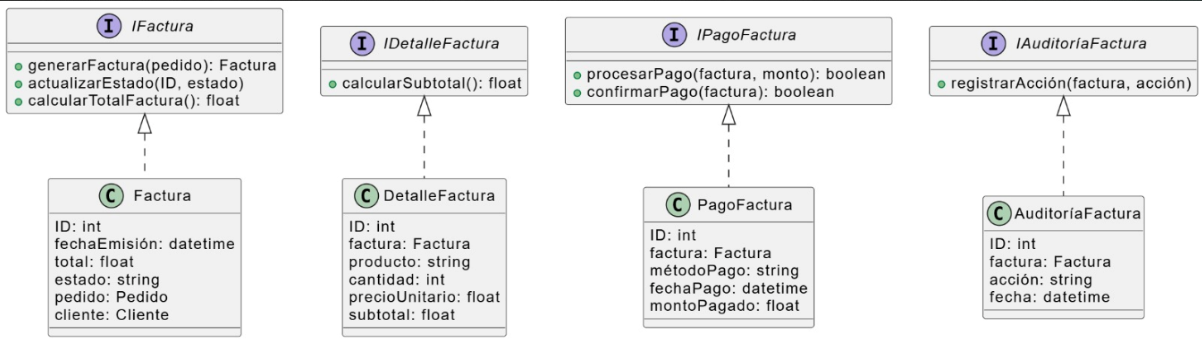 I IFactura
generarFactura(pedido): Factura
actualizarEstado(ID, estado)
calcularTotalFactura(): float
I IDetalleFactura
calcularSubtotal(): float
I IPagoFactura
procesarPago(factura, monto): boolean
confirmarPago(factura): boolean
I IAuditoríaFactura
registrarAcción(factura, acción)
C Factura
ID: int
fechaEmisión: datetime
total: float
estado: string
pedido: Pedido
cliente: Cliente
C DetalleFactura
ID: int
factura: Factura
producto: string
cantidad: int
precioUnitario: float
subtotal: float
C PagoFactura
ID: int
factura: Factura
métodoPago: string
fechaPago: datetime
montoPagado: float
C AuditoríaFactura
ID: int
factura: Factura
acción: string
fecha: datetime